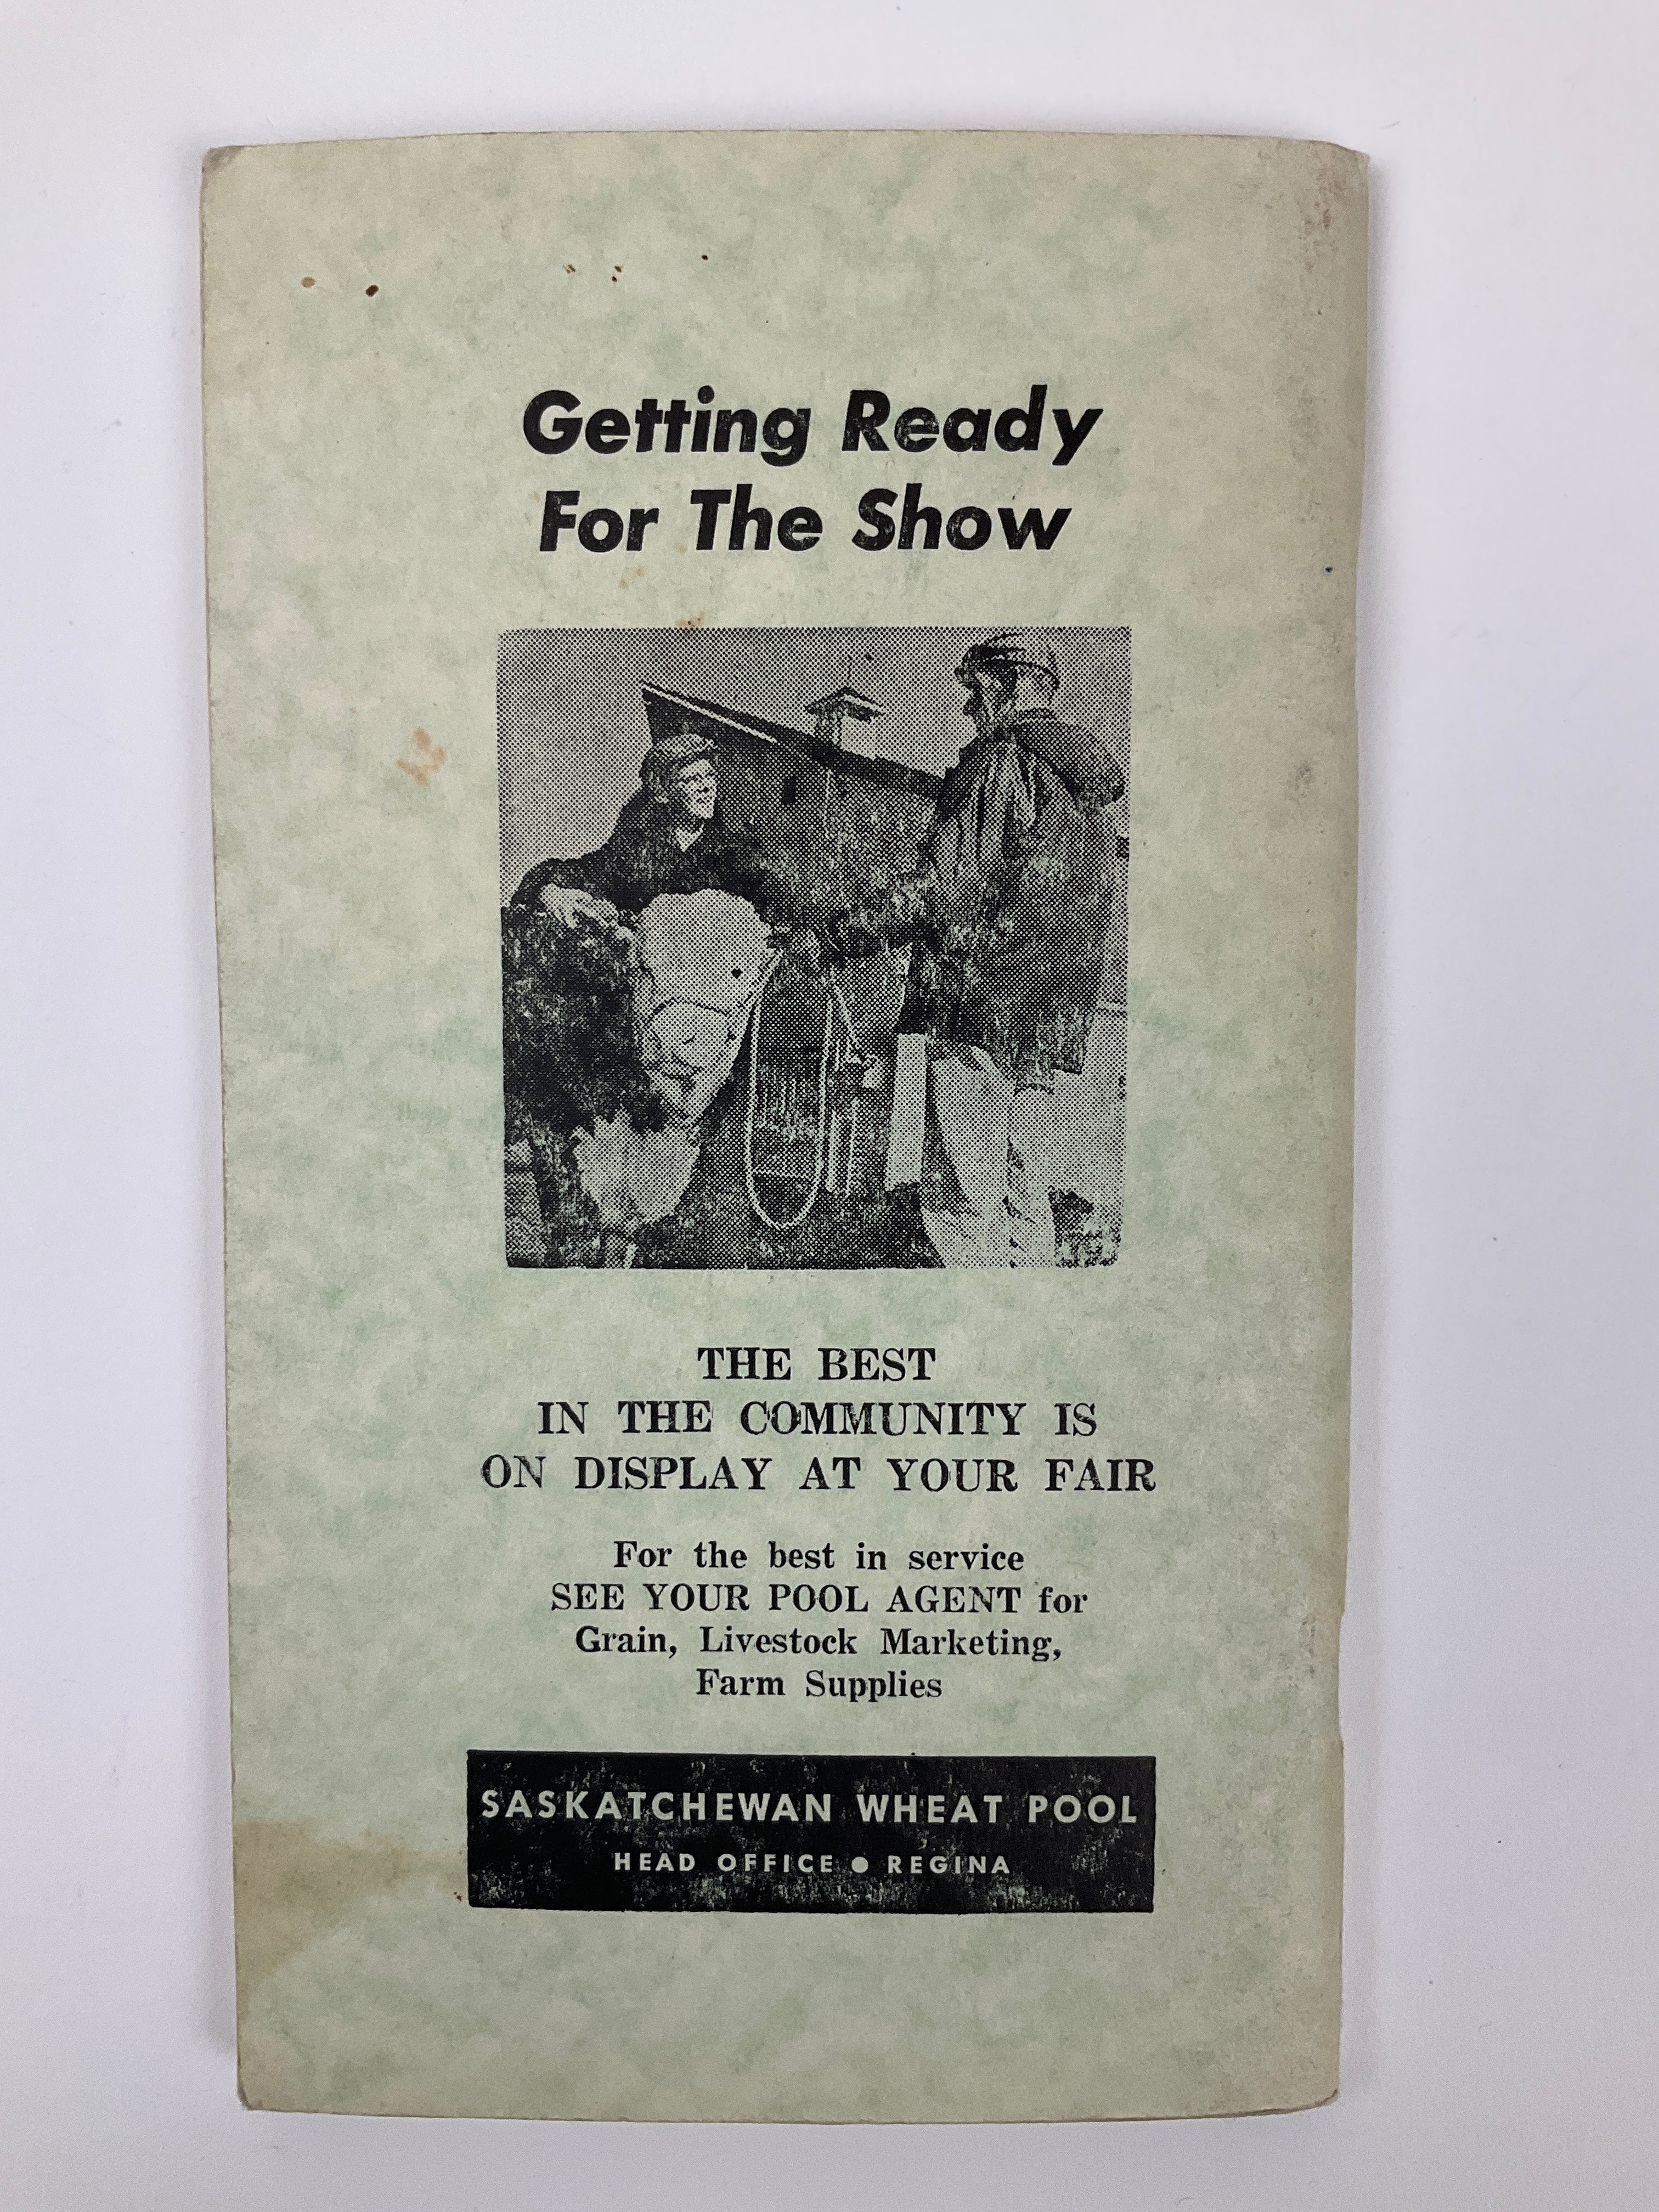 Getting Ready
For The Show
THE BEST
IN THE COMMUNITY IS
ON DISPLAY AT YOUR FAIR
For the best in service
SEE YOUR POOL AGENT for
Grain, Livestock Marketing,
Farm Supplies
SASKATCHEWAN WHEAT POOL
HEAD OFFICE ● REGINA